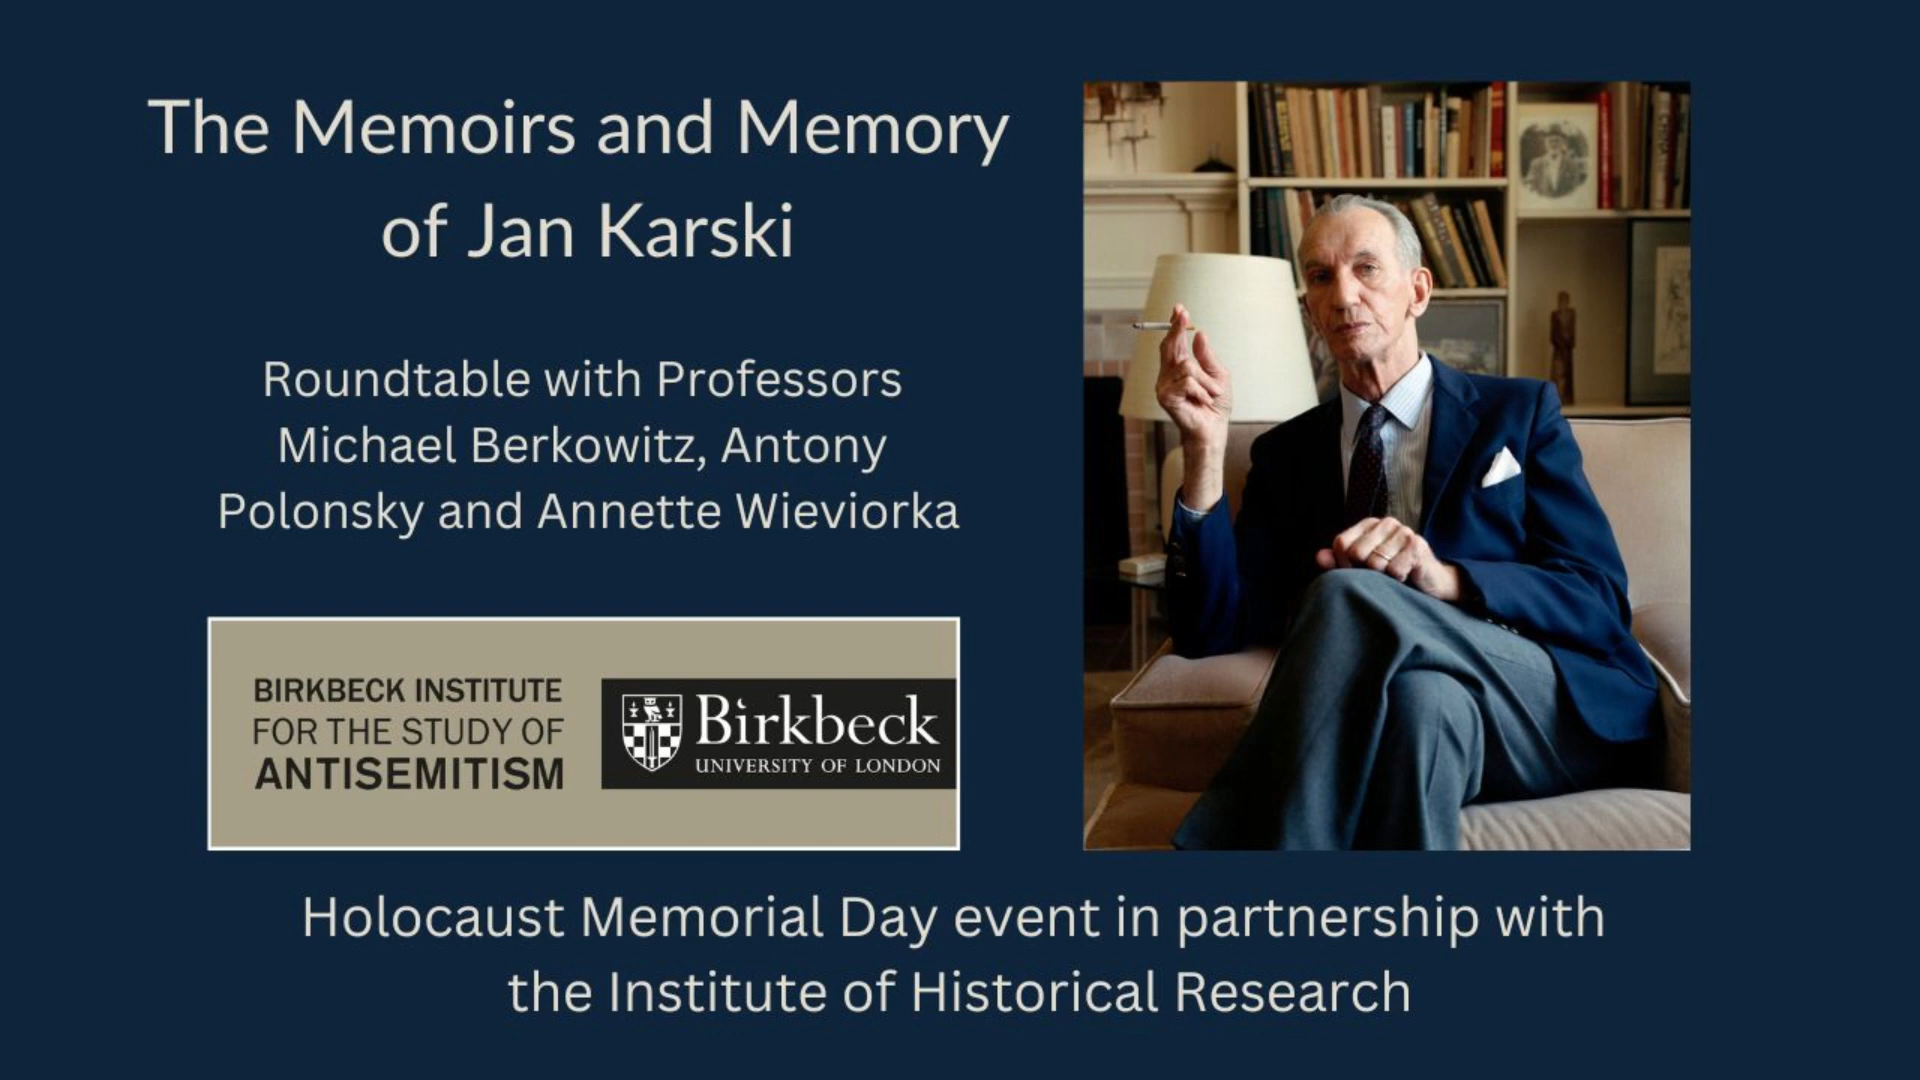 The Memoirs and Memory
of Jan Karski
Roundtable with Professors
Michael Berkowitz, Antony
Polonsky and Annette Wieviorka
BIRKBECK INSTITUTE
FOR THE STUDY OF
ANTISEMITISM
Birkbeck
UNIVERSITY OF LONDON
Holocaust Memorial Day event in partnership with
the Institute of Historical Research